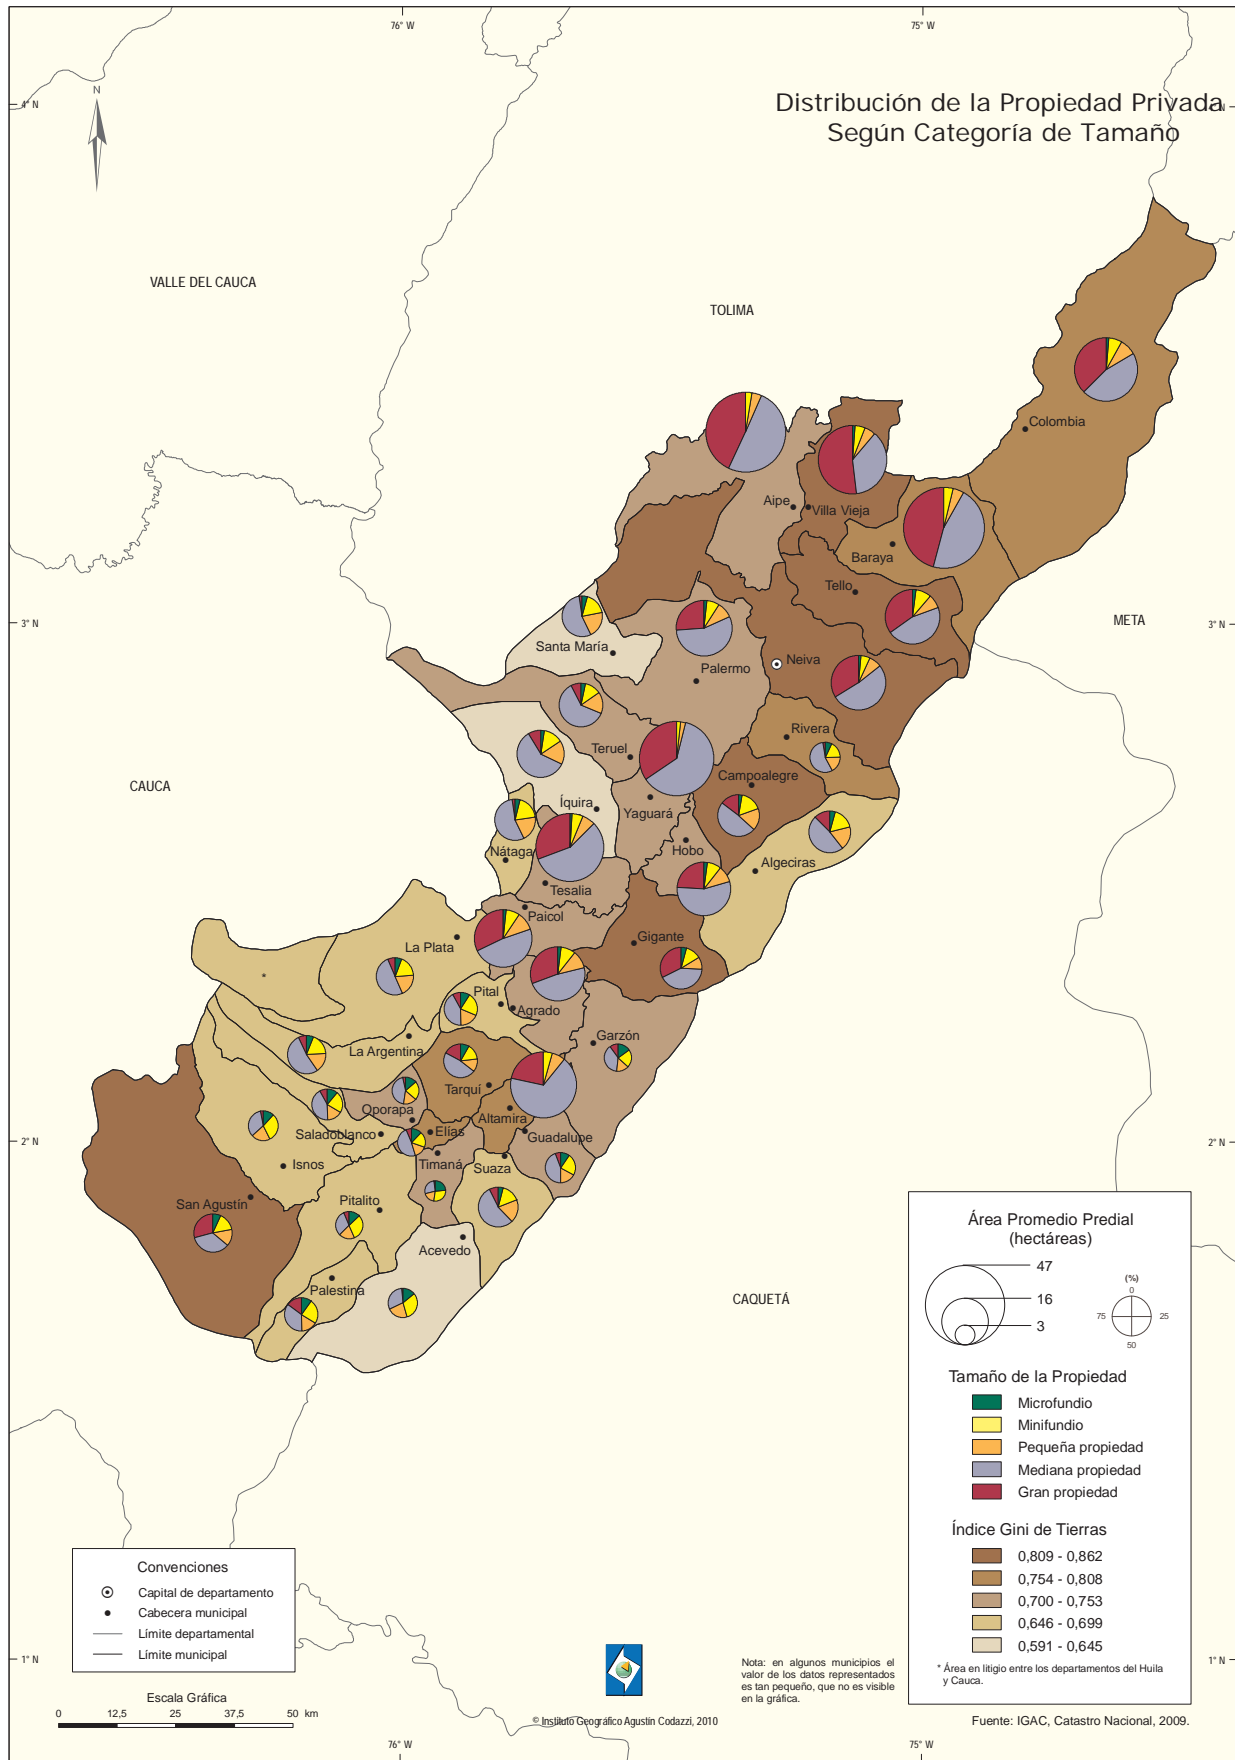 76° W
75° W
N
4° N
4° N
Distribución de la Propiedad Privada
Según Categoría de Tamaño
VALLE DEL CAUCA
TOLIMA
Colombia
Aipe
Villa Vieja
Baraya
Tello
META
3° N
3° N
Santa María
Neiva
Palermo
Rivera
Teruel
Campoalegre
CAUCA
Íquira
Yaguará
Hobo
Nátaga
Algeciras
Tesalia
Paicol
La Plata
Gigante
Pital
Agrado
Garzón
La Argentina
Tarquí
Altamira
Oporapa
Elías
Saladoblanco
Guadalupe
2° N
2° N
Timaná
Suaza
Isnos
San Agustín
Pitalito
Acevedo
Palestina
CAQUETÁ
Área Promedio Predial
(hectáreas)
47
16
3
(%)
0
75
25
50
Tamaño de la Propiedad
Microfundio
Minifundio
Pequeña propiedad
Mediana propiedad
Gran propiedad
Índice Gini de Tierras
0,809 - 0,862
0,754 - 0,808
0,700 - 0,753
0,646 - 0,699
0,591 - 0,645
* Área en litigio entre los departamentos del Huila
y Cauca.
Convenciones
Capital de departamento
Cabecera municipal
Límite departamental
Límite municipal
1° N
1° N
Escala Gráfica
0
12,5
25
37,5
50 km
© Instituto Geográfico Agustín Codazzi, 2010
Nota: en algunos municipios el
valor de los datos representados
es tan pequeño, que no es visible
en la gráfica.
Fuente: IGAC, Catastro Nacional, 2009.
76° W
75° W